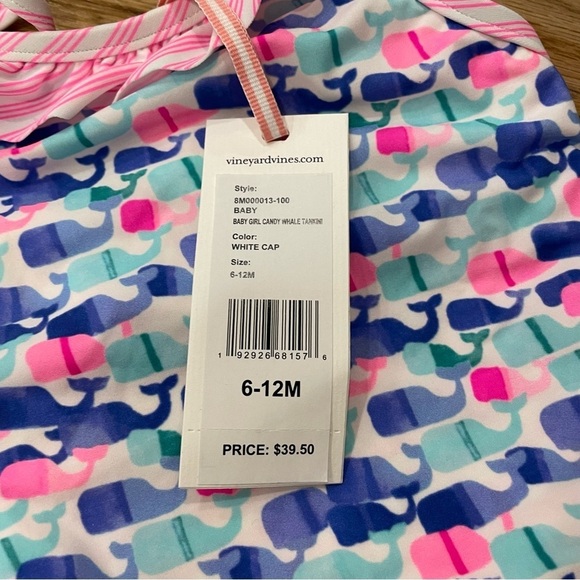 vineyardvines.com
Style:
8M000013-100
BABY
BABY GIRL CANDY WHALE TANKINI
Color:
WHITE CAP
Size:
6-12M
1 92926 68157 6
6-12M
PRICE: $39.50